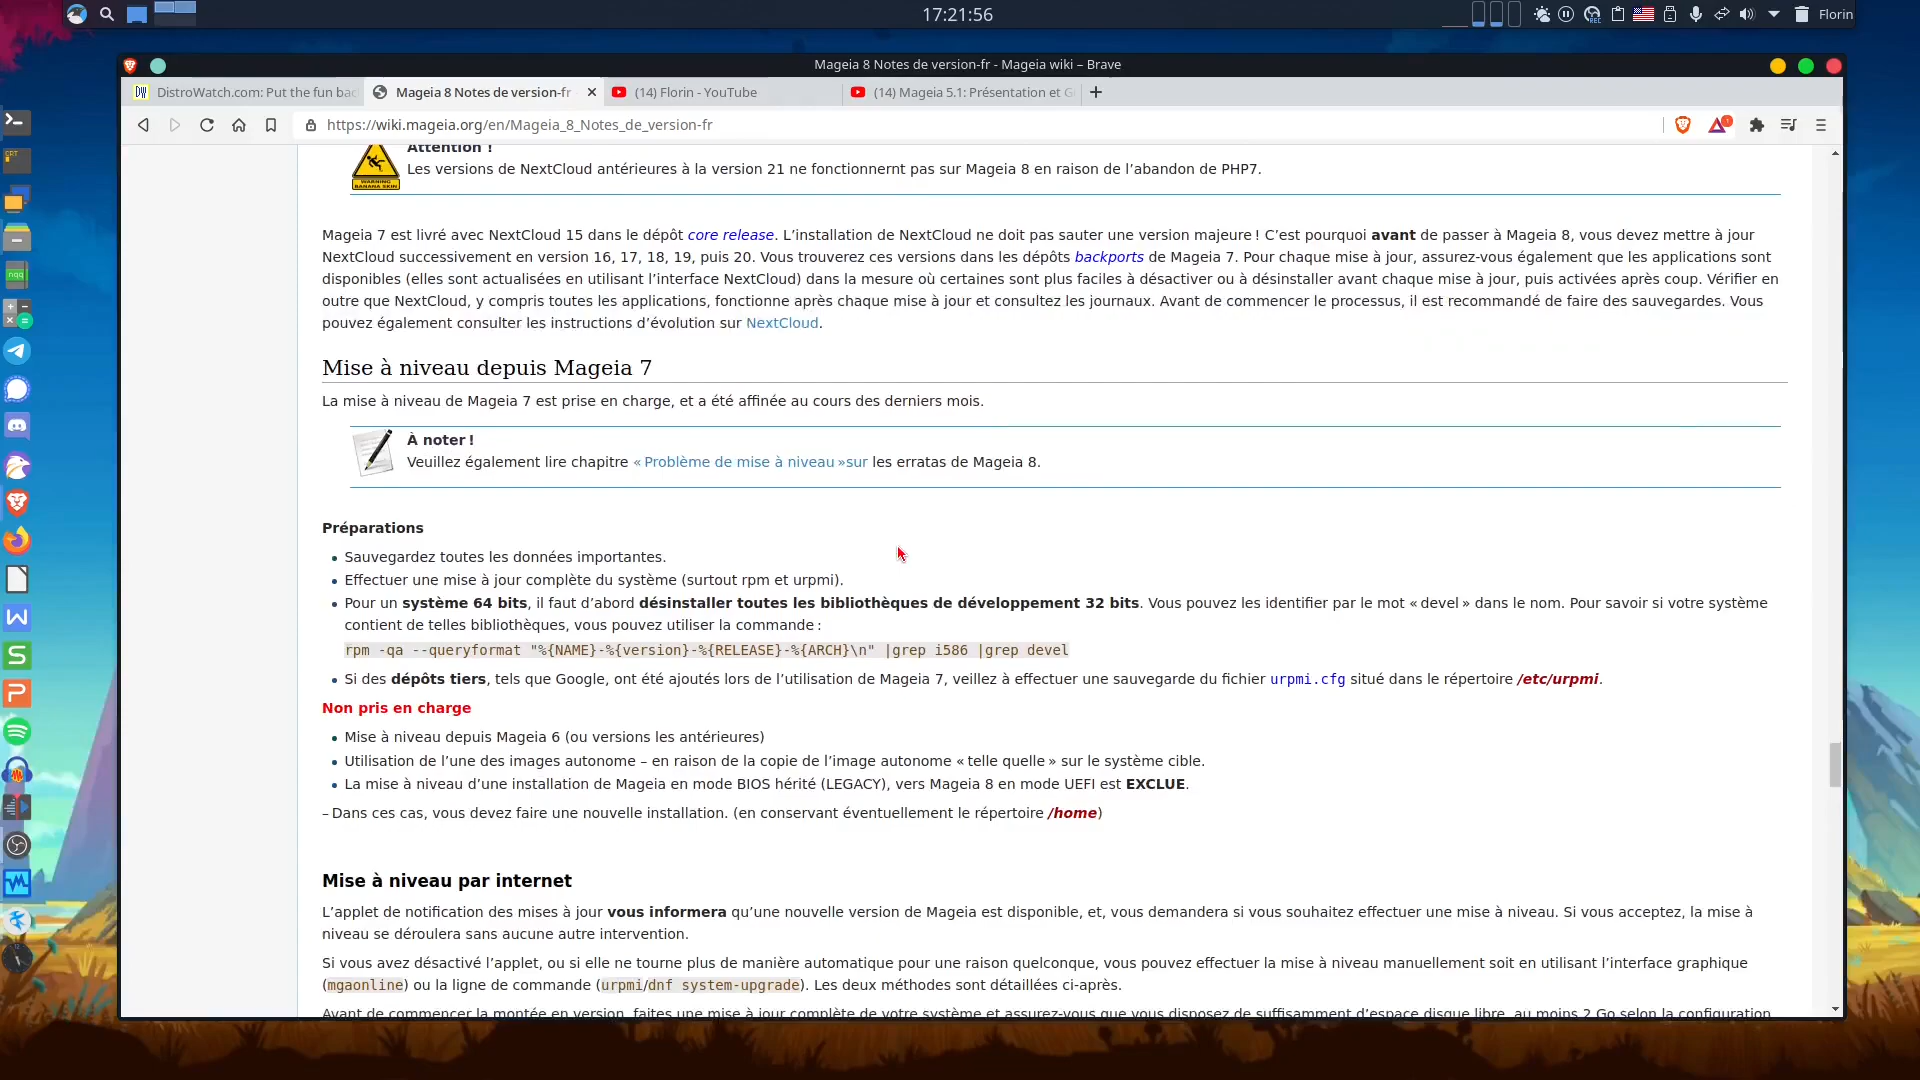 17:21:56
Florin
Mageia 8 Notes de version-fr - Mageia wiki – Brave
DistroWatch.com: Put the fun bac
Mageia 8 Notes de version-fr
(14) Florin - YouTube
(14) Mageia 5.1: Présentation et G
https://wiki.mageia.org/en/Mageia_8_Notes_de_version-fr
Attention !
Les versions de NextCloud antérieures à la version 21 ne fonctionnernt pas sur Mageia 8 en raison de l’abandon de PHP7.
Mageia 7 est livré avec NextCloud 15 dans le dépôt core release. L’installation de NextCloud ne doit pas sauter une version majeure ! C’est pourquoi avant de passer à Mageia 8, vous devez mettre à jour
NextCloud successivement en version 16, 17, 18, 19, puis 20. Vous trouverez ces versions dans les dépôts backports de Mageia 7. Pour chaque mise à jour, assurez-vous également que les applications sont
disponibles (elles sont actualisées en utilisant l’interface NextCloud) dans la mesure où certaines sont plus faciles à désactiver ou à désinstaller avant chaque mise à jour, puis activées après coup. Vérifier en
outre que NextCloud, y compris toutes les applications, fonctionne après chaque mise à jour et consultez les journaux. Avant de commencer le processus, il est recommandé de faire des sauvegardes. Vous
pouvez également consulter les instructions d’évolution sur NextCloud.
Mise à niveau depuis Mageia 7
La mise à niveau de Mageia 7 est prise en charge, et a été affinée au cours des derniers mois.
À noter !
Veuillez également lire chapitre « Problème de mise à niveau »sur les erratas de Mageia 8.
Préparations
• Sauvegardez toutes les données importantes.
• Effectuer une mise à jour complète du système (surtout rpm et urpmi).
• Pour un système 64 bits, il faut d’abord désinstaller toutes les bibliothèques de développement 32 bits. Vous pouvez les identifier par le mot « devel » dans le nom. Pour savoir si votre système
contient de telles bibliothèques, vous pouvez utiliser la commande :
rpm -qa --queryformat "%{NAME}-%{version}-%{RELEASE}-%{ARCH}\n" |grep i586 |grep devel
• Si des dépôts tiers, tels que Google, ont été ajoutés lors de l’utilisation de Mageia 7, veillez à effectuer une sauvegarde du fichier urpmi.cfg situé dans le répertoire /etc/urpmi.
Non pris en charge
• Mise à niveau depuis Mageia 6 (ou versions les antérieures)
• Utilisation de l’une des images autonome – en raison de la copie de l’image autonome « telle quelle » sur le système cible.
• La mise à niveau d’une installation de Mageia en mode BIOS hérité (LEGACY), vers Mageia 8 en mode UEFI est EXCLUE.
– Dans ces cas, vous devez faire une nouvelle installation. (en conservant éventuellement le répertoire /home)
Mise à niveau par internet
L’applet de notification des mises à jour vous informera qu’une nouvelle version de Mageia est disponible, et, vous demandera si vous souhaitez effectuer une mise à niveau. Si vous acceptez, la mise à
niveau se déroulera sans aucune autre intervention.
Si vous avez désactivé l’applet, ou si elle ne tourne plus de manière automatique pour une raison quelconque, vous pouvez effectuer la mise à niveau manuellement soit en utilisant l’interface graphique
(mgaonline) ou la ligne de commande (urpmi/dnf system-upgrade). Les deux méthodes sont détaillées ci-après.
Avant de commencer la montée en version, faites une mise à jour complète de votre système et assurez-vous que vous disposez de suffisamment d’espace disque libre, au moins 2 Go selon la configuration